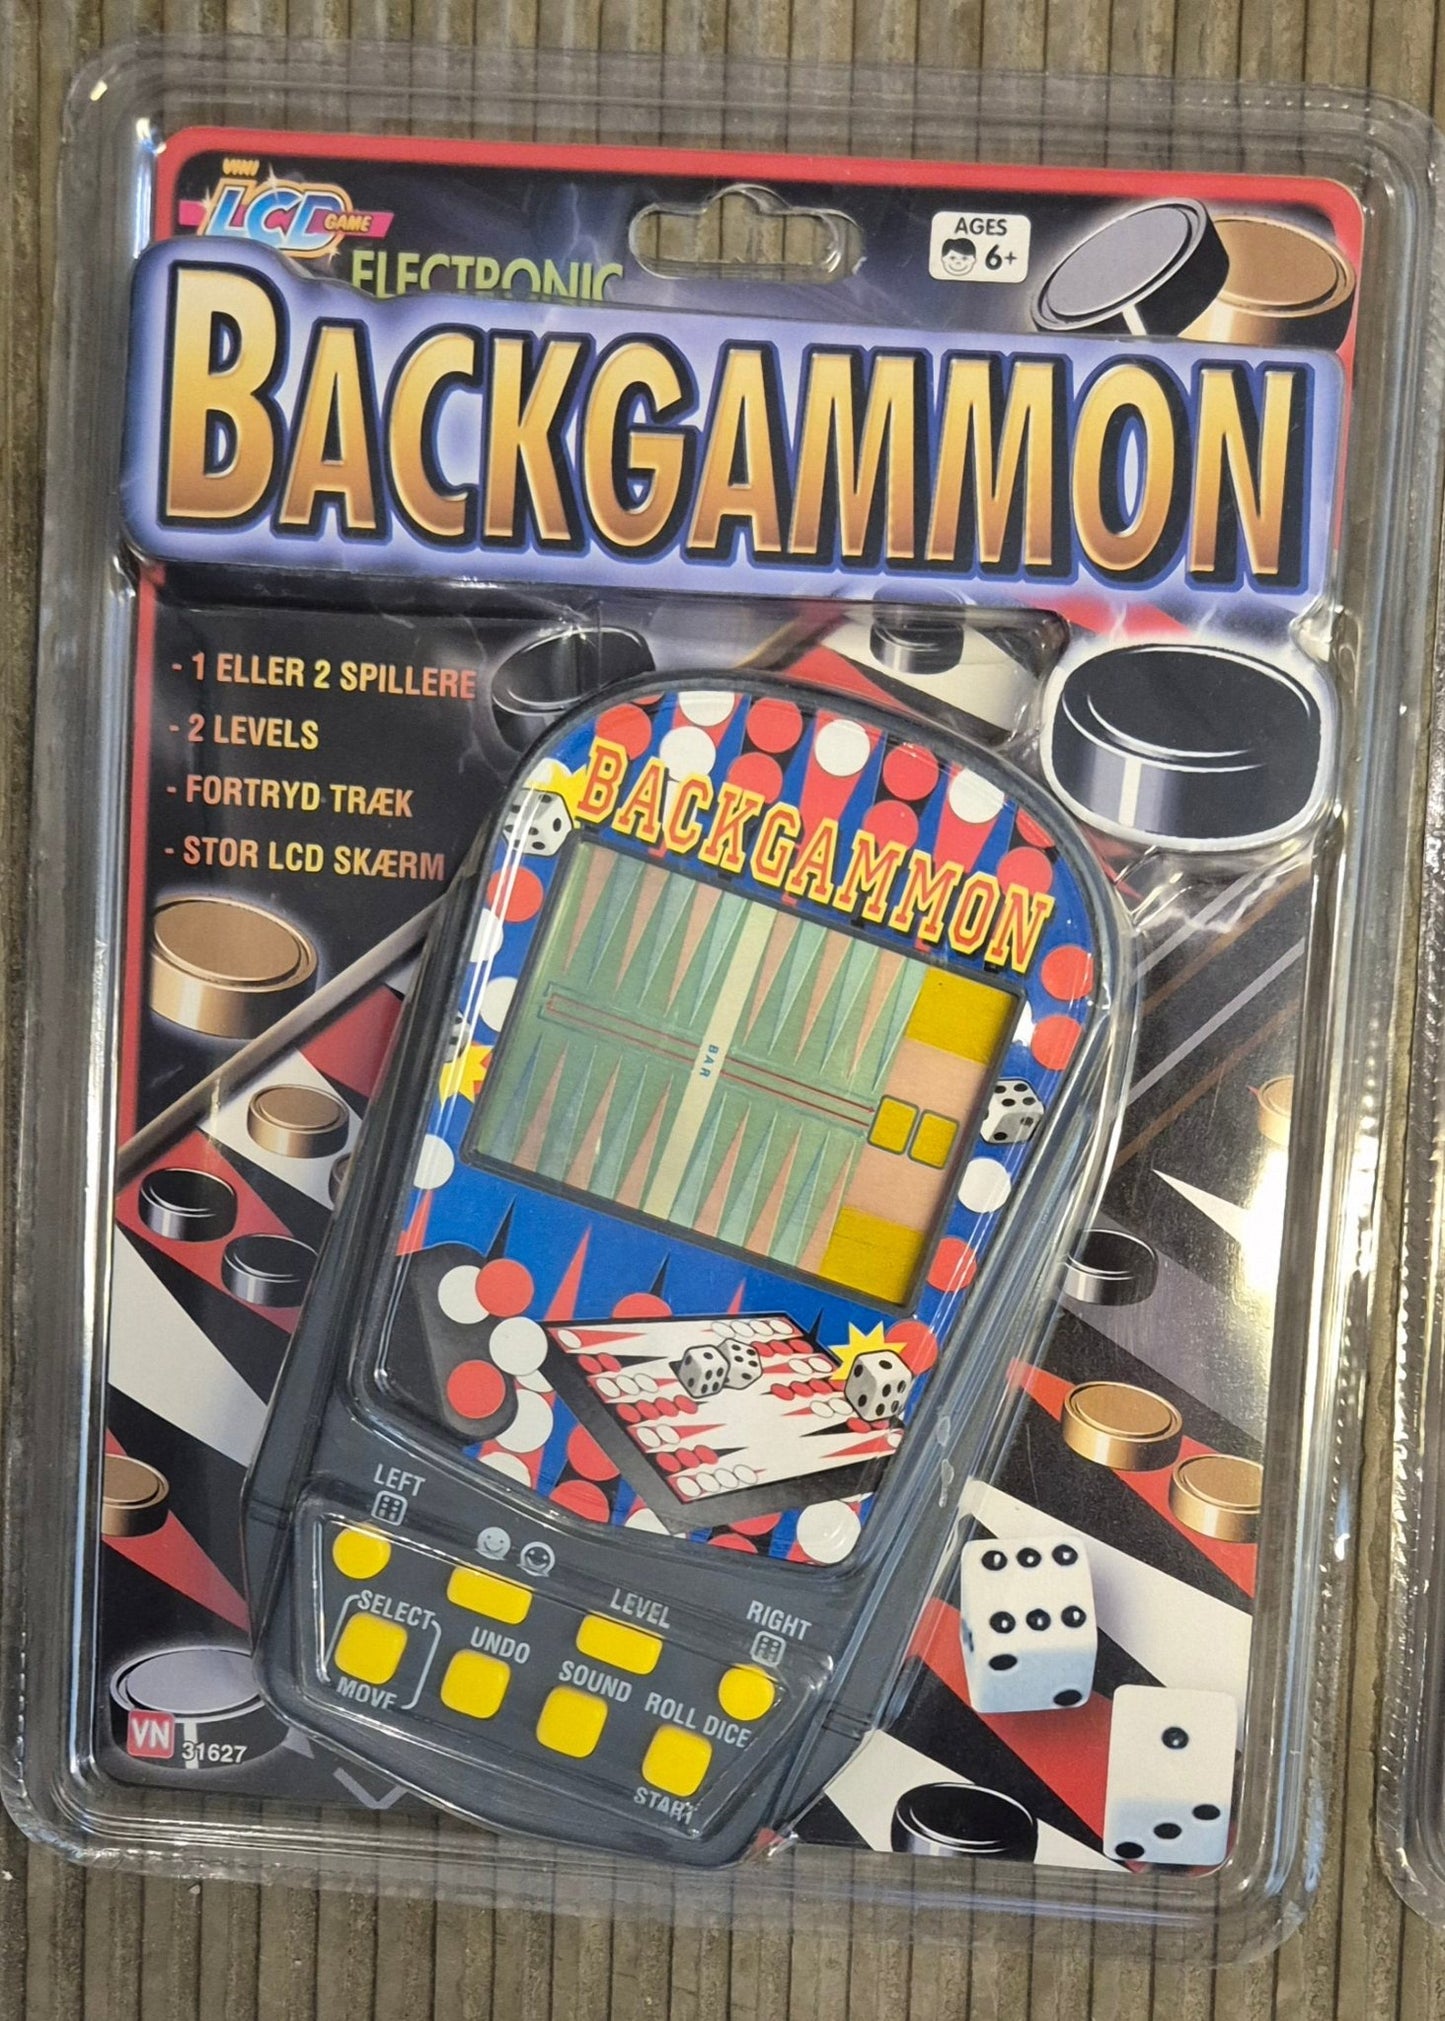 VINI
LCD GAME
ELECTRONIC
AGES
6+
BACKGAMMON
- 1 ELLER 2 SPILLERE
- 2 LEVELS
- FORTRYD TRÆK
- STOR LCD SKÆRM
BACKGAMMON
BAR
LEFT
SELECT
MOVE
UNDO
LEVEL
SOUND
RIGHT
ROLL DICE
START
VN 31627